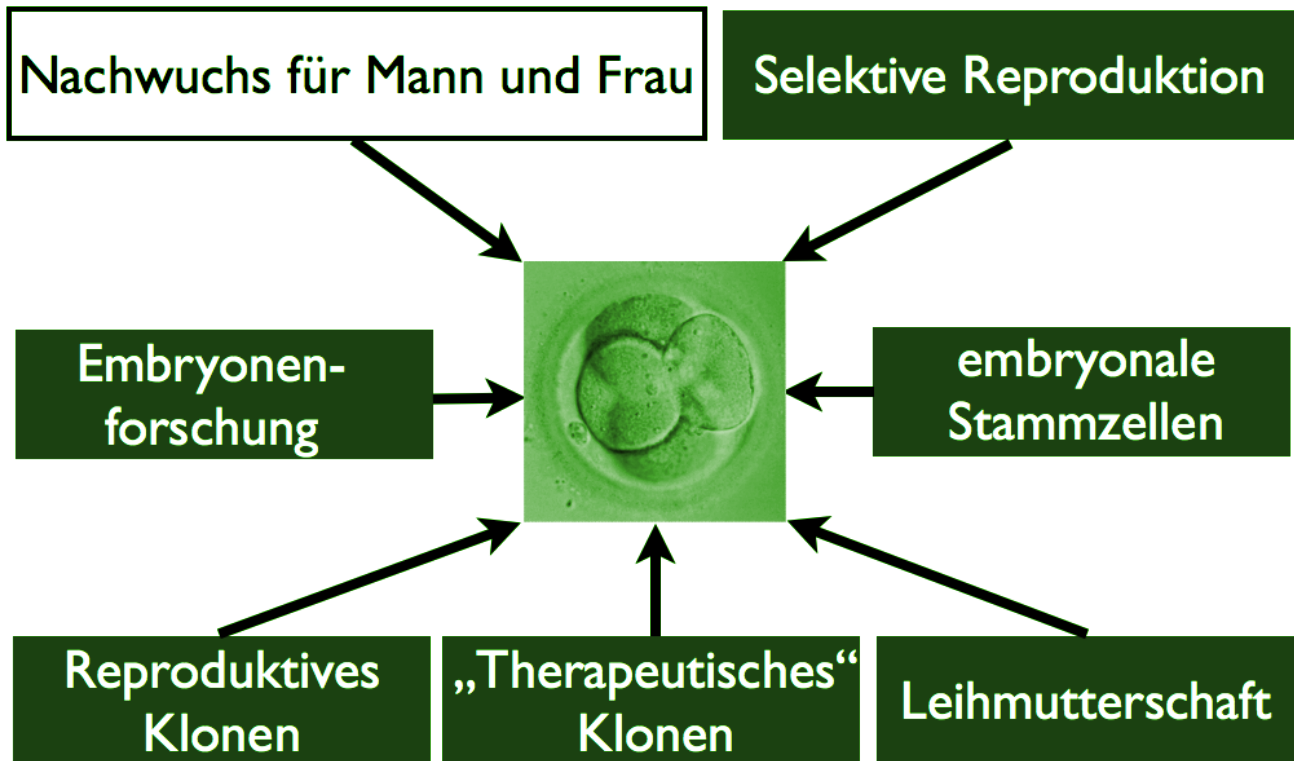 Nachwuchs für Mann und Frau
Selektive Reproduktion
Embryonen-
forschung
embryonale
Stammzellen
Reproduktives
Klonen
„Therapeutisches“
Klonen
Leihmutterschaft